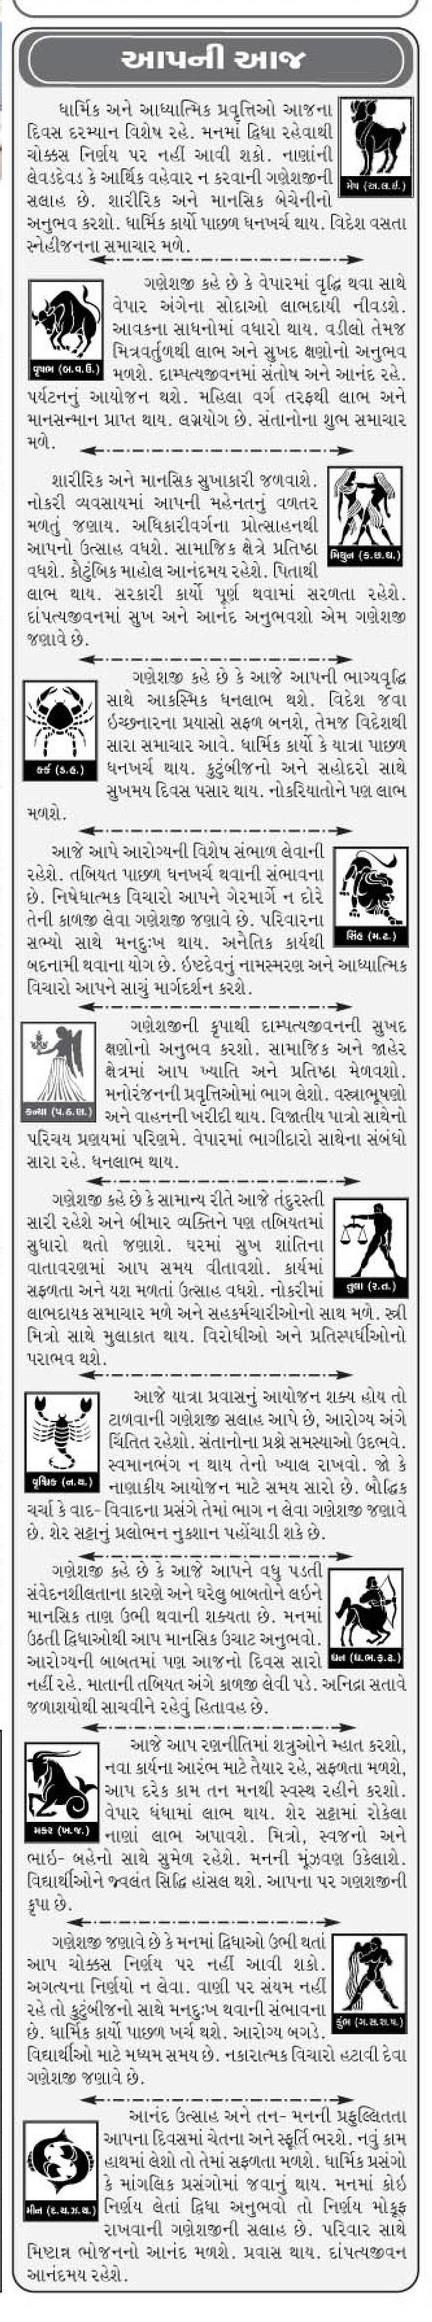 આપની આજ
ધાર્મિક અને આધ્યાત્મિક પ્રવૃત્તિઓ આજના
દિવસ દરમ્યાન વિશેષ રહે. મનમાં દ્વિધા રહેવાથી
ચોક્કસ નિર્ણય પર નહીં આવી શકો. નાણાંની
લેવડદેવડ કે આર્થિક વહેવાર ન કરવાની ગણેશજીની
સલાહ છે. શારીરિક અને માનસિક બેચેનીનો
અનુભવ કરશો. ધાર્મિક કાર્યો પાછળ ધનખર્ચ થાય. વિદેશ વસતા
સ્નેહીજનના સમાચાર મળે.
મેષ (અ.લ.ઈ.)
ગણેશજી કહે છે કે વેપારમાં વૃદ્ધિ થવા સાથે
વેપાર અંગેના સોદાઓ લાભદાયી નીવડશે.
આવકના સાધનોમાં વધારો થાય. વડીલો તેમજ
મિત્રવર્તુળથી લાભ અને સુખદ ક્ષણોનો અનુભવ
મળશે. દામ્પત્યજીવનમાં સંતોષ અને આનંદ રહે.
પર્યટનનું આયોજન થશે. મહિલા વર્ગ તરફથી લાભ અને
માનસન્માન પ્રાપ્ત થાય. લગ્નયોગ છે. સંતાનોના શુભ સમાચાર
મળે.
વૃષભ (બ.વ.ઉ.)
શારીરિક અને માનસિક સુખાકારી જળવાશે.
નોકરી વ્યવસાયમાં આપની મહેનતનું વળતર
મળતું જણાય. અધિકારીવર્ગના પ્રોત્સાહનથી
આપનો ઉત્સાહ વધશે. સામાજિક ક્ષેત્રે પ્રતિષ્ઠા
વધશે. કૌટુંબિક માહોલ આનંદમય રહેશે. પિતાથી
લાભ થાય. સરકારી કાર્યો પૂર્ણ થવામાં સરળતા રહેશે.
દાંપત્યજીવનમાં સુખ અને આનંદ અનુભવશો એમ ગણેશજી
જણાવે છે.
મિથુન (ક.છ.ઘ.)
ગણેશજી કહે છે કે આજે આપની ભાગ્યવૃદ્ધિ
સાથે આકસ્મિક ધનલાભ થશે. વિદેશ જવા
ઇચ્છનારના પ્રયાસો સફળ બનશે, તેમજ વિદેશથી
સારા સમાચાર આવે. ધાર્મિક કાર્યો કે યાત્રા પાછળ
ધનખર્ચ થાય. કુટુંબીજનો અને સહોદરો સાથે
સુખમય દિવસ પસાર થાય. નોકરિયાતોને પણ લાભ
મળશે.
કર્ક (ડ.હ.)
આજે આપે આરોગ્યની વિશેષ સંભાળ લેવાની
રહેશે. તબિયત પાછળ ધનખર્ચ થવાની સંભાવના
છે. નિષેધાત્મક વિચારો આપને ગેરમાર્ગે ન દોરે
તેની કાળજી લેવા ગણેશજી જણાવે છે. પરિવારના
સભ્યો સાથે મનદુઃખ થાય. અનૈતિક કાર્યથી
બદનામી થવાના યોગ છે. ઇષ્ટદેવનું નામસ્મરણ અને આધ્યાત્મિક
વિચારો આપને સાચું માર્ગદર્શન કરશે.
સિંહ (મ.ટ.)
ગણેશજીની કૃપાથી દામ્પત્યજીવનની સુખદ
ક્ષણોનો અનુભવ કરશો. સામાજિક અને જાહેર
ક્ષેત્રમાં આપ ખ્યાતિ અને પ્રતિષ્ઠા મેળવશો.
મનોરંજનની પ્રવૃત્તિઓમાં ભાગ લેશો. વસ્ત્રાભૂષણો
અને વાહનની ખરીદી થાય. વિજાતીય પાત્રો સાથેનો
પરિચય પ્રણયમાં પરિણમે. વેપારમાં ભાગીદારો સાથેના સંબંધો
સારા રહે. ધનલાભ થાય.
કન્યા (પ.ઠ.ણ.)
ગણેશજી કહે છે કે સામાન્ય રીતે આજે તંદુરસ્તી
સારી રહેશે અને બીમાર વ્યક્તિને પણ તબિયતમાં
સુધારો થતો જણાશે. ઘરમાં સુખ શાંતિના
વાતાવરણમાં આપ સમય વીતાવશો. કાર્યમાં
સફળતા અને યશ મળતાં ઉત્સાહ વધશે. નોકરીમાં
લાભદાયક સમાચાર મળે અને સહકર્મચારીઓનો સાથ મળે. સ્ત્રી
મિત્રો સાથે મુલાકાત થાય. વિરોધીઓ અને પ્રતિસ્પર્ધીઓનો
પરાભવ થશે.
તુલા (ર.ત.)
આજે યાત્રા પ્રવાસનું આયોજન શક્ય હોય તો
ટાળવાની ગણેશજી સલાહ આપે છે, આરોગ્ય અંગે
ચિંતિત રહેશો. સંતાનોના પ્રશ્ને સમસ્યાઓ ઉદભવે.
સ્વમાનભંગ ન થાય તેનો ખ્યાલ રાખવો. જો કે
નાણાકીય આયોજન માટે સમય સારો છે. બૌદ્ધિક
ચર્ચા કે વાદ- વિવાદના પ્રસંગે તેમાં ભાગ ન લેવા ગણેશજી જણાવે
છે. શેર સટ્ટાનું પ્રલોભન નુકશાન પહોંચાડી શકે છે.
વૃશ્ચિક (ન.ય.)
ગણેશજી કહે છે કે આજે આપને વધુ પડતી
સંવેદનશીલતાના કારણે અને ઘરેલુ બાબતોને લઇને
માનસિક તાણ ઉભી થવાની શક્યતા છે. મનમાં
ઉઠતી દ્વિધાઓથી આપ માનસિક ઉચાટ અનુભવો.
આરોગ્યની બાબતમાં પણ આજનો દિવસ સારો
નહીં રહે. માતાની તબિયત અંગે કાળજી લેવી પડે. અનિદ્રા સતાવે
જળાશયોથી સાચવીને રહેવું હિતાવહ છે.
ધન (ધ.ભ.ફ.ઢ.)
આજે આપ રણનીતિમાં શત્રુઓને મ્હાત કરશો,
નવા કાર્યના આરંભ માટે તૈયાર રહે, સફળતા મળશે,
આપ દરેક કામ તન મનથી સ્વસ્થ રહીને કરશો.
વેપાર ધંધામાં લાભ થાય. શેર સટ્ટામાં રોકેલા
નાણાં લાભ અપાવશે. મિત્રો, સ્વજનો અને
ભાઇ- બહેનો સાથે સુમેળ રહેશે. મનની મૂંઝવણ ઉકેલાશે.
વિદ્યાર્થીઓને જ્વલંત સિદ્ધિ હાંસલ થશે. આપના પર ગણશજીની
કૃપા છે.
મકર (ખ.જ.)
ગણેશજી જણાવે છે કે મનમાં દ્વિધાઓ ઉભી થતાં
આપ ચોક્કસ નિર્ણય પર નહીં આવી શકો.
અગત્યના નિર્ણયો ન લેવા. વાણી પર સંયમ નહીં
રહે તો કુટુંબીજનો સાથે મનદુઃખ થવાની સંભાવના
છે. ધાર્મિક કાર્યો પાછળ ખર્ચ થશે. આરોગ્ય બગડે.
વિદ્યાર્થીઓ માટે મધ્યમ સમય છે. નકારાત્મક વિચારો હટાવી દેવા
ગણેશજી જણાવે છે.
કુંભ (ગ.સ.શ.ષ.)
આનંદ ઉત્સાહ અને તન- મનની પ્રફુલ્લિતતા
આપના દિવસમાં ચેતના અને સ્ફૂર્તિ ભરશે. નવું કામ
હાથમાં લેશો તો તેમાં સફળતા મળશે. ધાર્મિક પ્રસંગો
કે માંગલિક પ્રસંગોમાં જવાનું થાય. મનમાં કોઇ
નિર્ણય લેતાં દ્વિધા અનુભવો તો નિર્ણય મોકૂફ
રાખવાની ગણેશજીની સલાહ છે. પરિવાર સાથે
મિષ્ટાન્ન ભોજનનો આનંદ મળશે. પ્રવાસ થાય. દાંપત્યજીવન
આનંદમય રહેશે.
મીન (દ.ચ.ઝ.થ.)